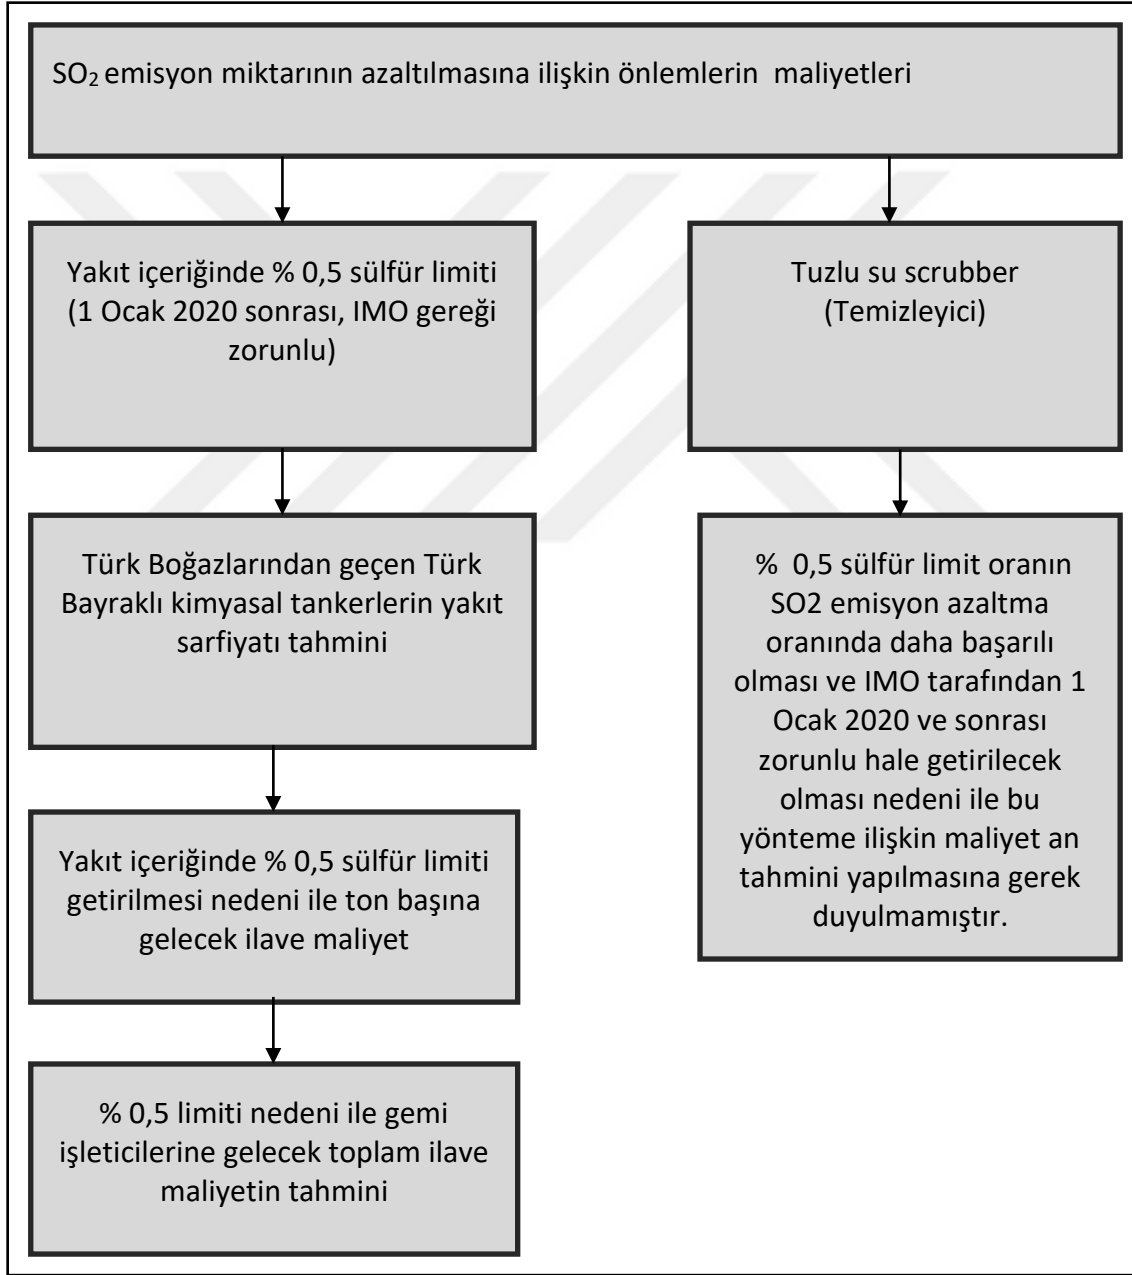 SO₂ emisyon miktarının azaltılmasına ilişkin önlemlerin maliyetleri
Yakıt içeriğinde % 0,5 sülfür limiti
(1 Ocak 2020 sonrası, IMO gereği
zorunlu)
Türk Boğazlarından geçen Türk
Bayraklı kimyasal tankerlerin yakıt
sarfiyatı tahmini
Yakıt içeriğinde % 0,5 sülfür limiti
getirilmesi nedeni ile ton başına
gelecek ilave maliyet
% 0,5 limiti nedeni ile gemi
işleticilerine gelecek toplam ilave
maliyetin tahmini
Tuzlu su scrubber
(Temizleyici)
% 0,5 sülfür limit oranın
SO2 emisyon azaltma
oranında daha başarılı
olması ve IMO tarafından 1
Ocak 2020 ve sonrası
zorunlu hale getirilecek
olması nedeni ile bu
yönteme ilişkin maliyet an
tahmini yapılmasına gerek
duyulmamıştır.